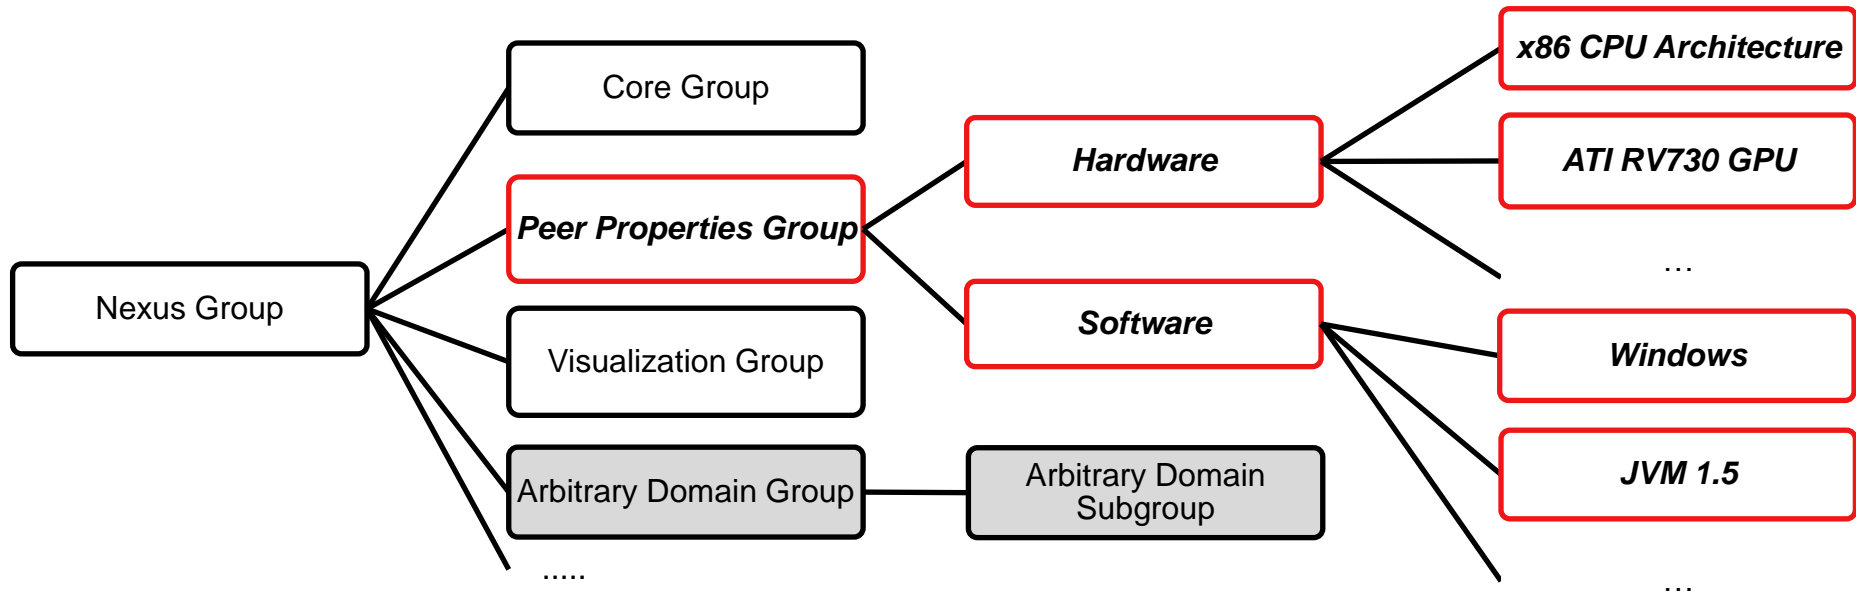 Nexus Group
Core Group
Peer Properties Group
Visualization Group
Arbitrary Domain Group
.....
Hardware
Software
Arbitrary Domain
Subgroup
x86 CPU Architecture
ATI RV730 GPU
...
Windows
JVM 1.5
...